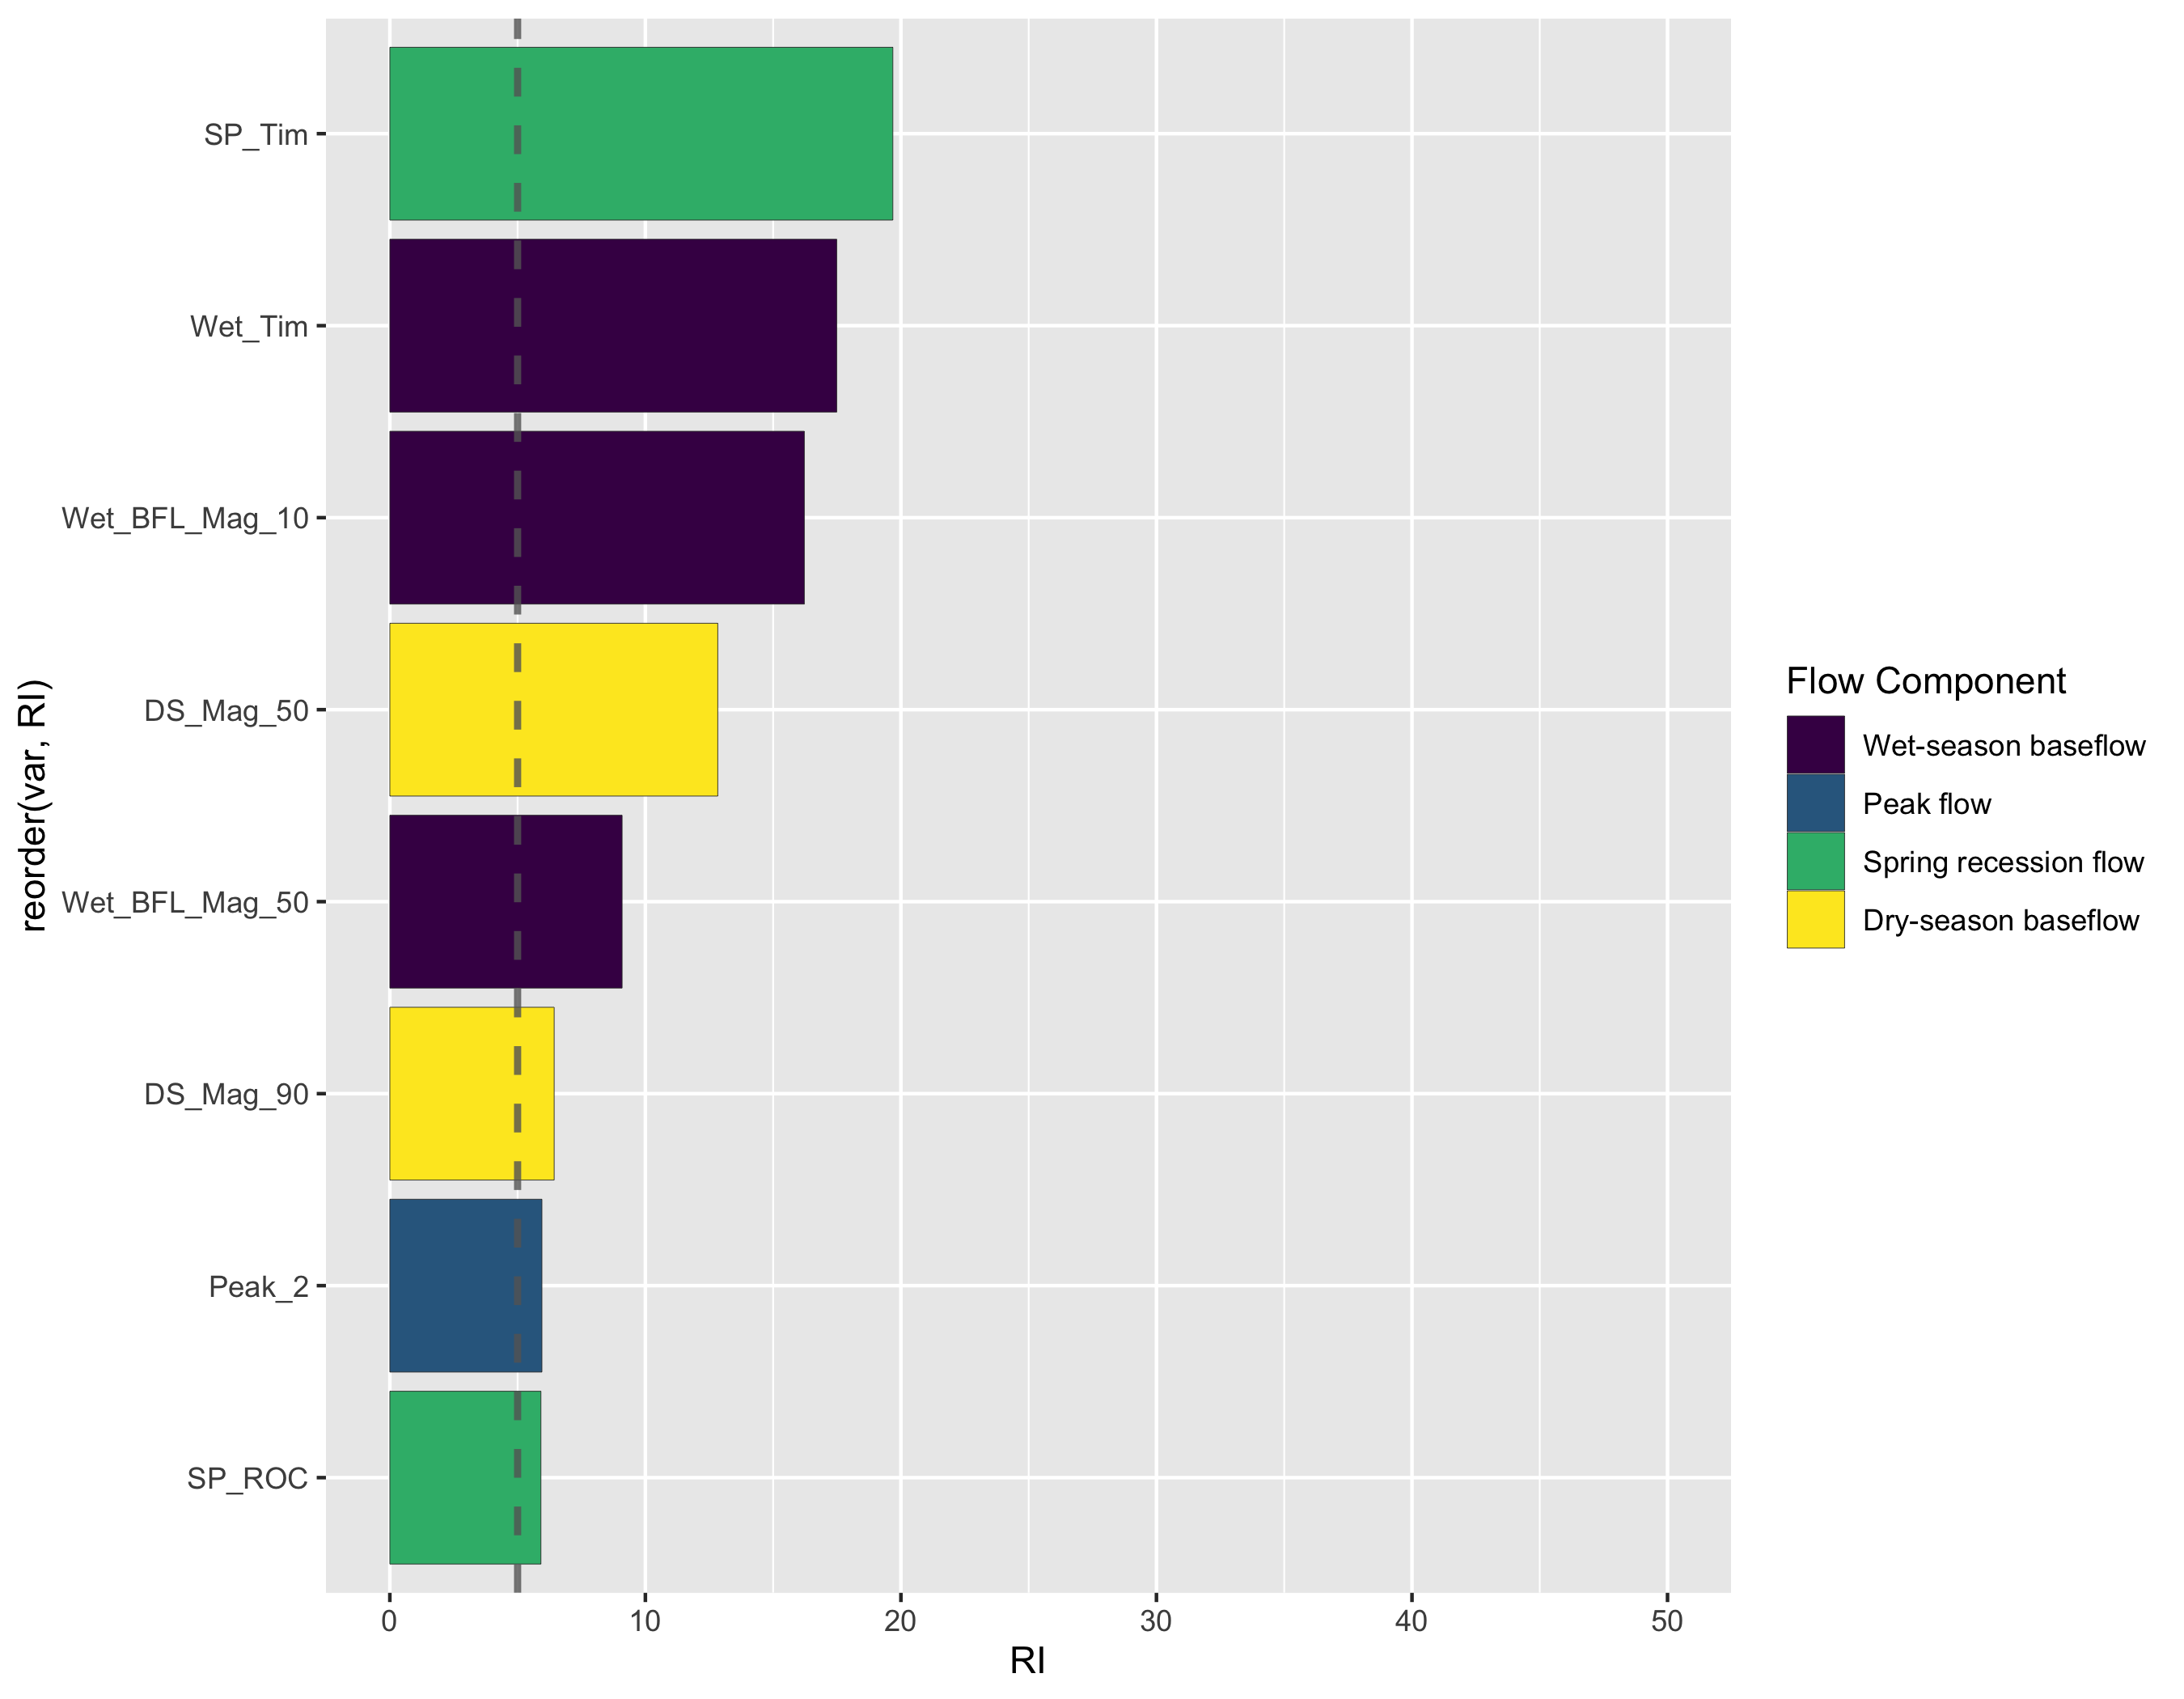 reorder(var, RI)
SP_Tim
Wet_Tim
Wet_BFL_Mag_10
DS_Mag_50
Wet_BFL_Mag_50
DS_Mag_90
Peak_2
SP_ROC
0 10 20 30 40 50
RI
Flow Component
Wet-season baseflow
Peak flow
Spring recession flow
Dry-season baseflow